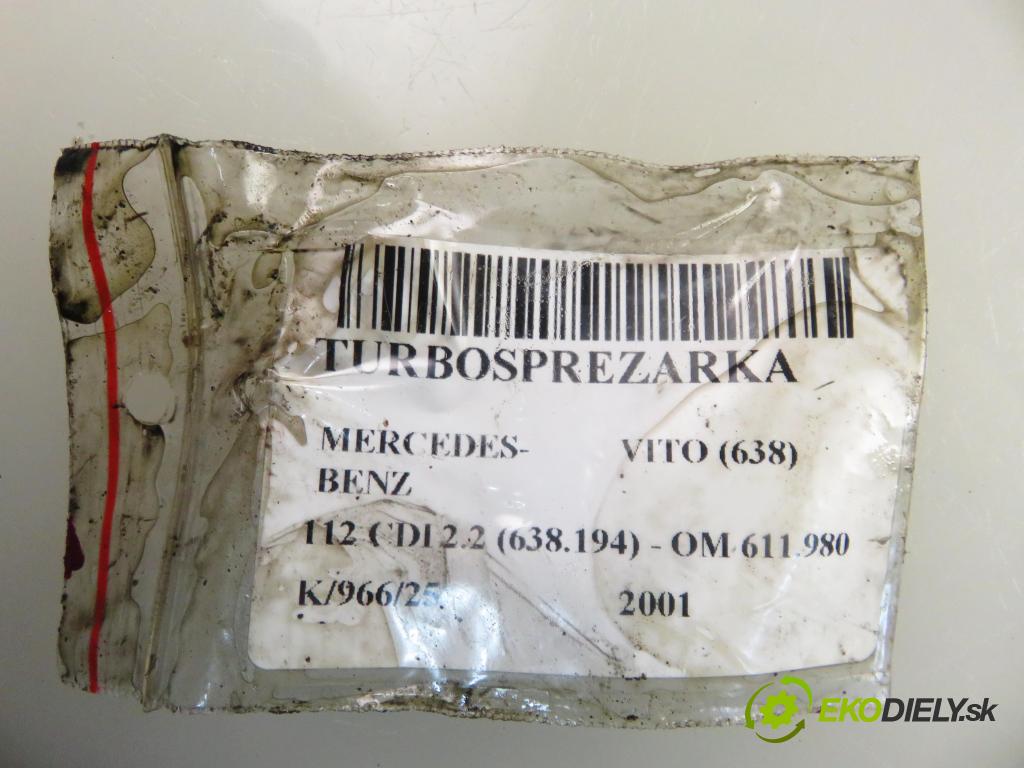 TURBOSPREZARKA
MERCEDES-BENZ VITO (638)
112 CDI 2.2 (638.194) - OM 611.980
K/966/25 2001
EKODIELY.sk